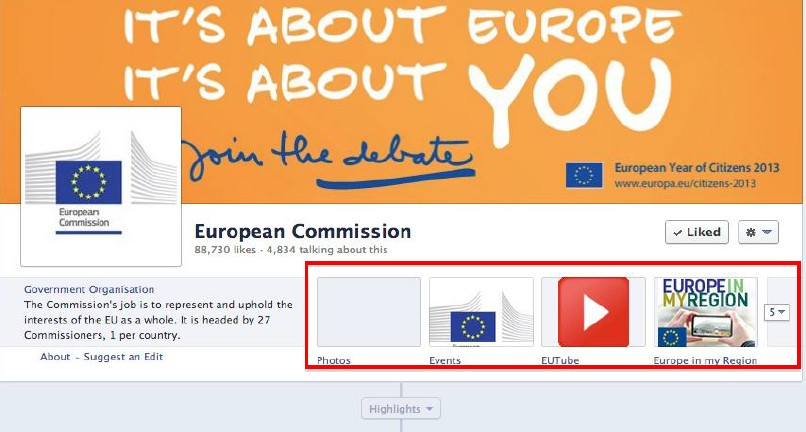 IT'S ABOUT EUROPE
IT'S ABOUT YOU
Join the debate
European Year of Citizens 2013
www.europa.eu/citizens-2013
European
Commission
European Commission
88,730 likes · 4,834 talking about this
Liked
Government Organisation
The Commission's job is to represent and uphold the
interests of the EU as a whole. It is headed by 27
Commissioners, 1 per country.
About – Suggest an Edit
Photos
Events
EUTube
EUROPE IN
MY REGION
Europe in my Region
5
Highlights